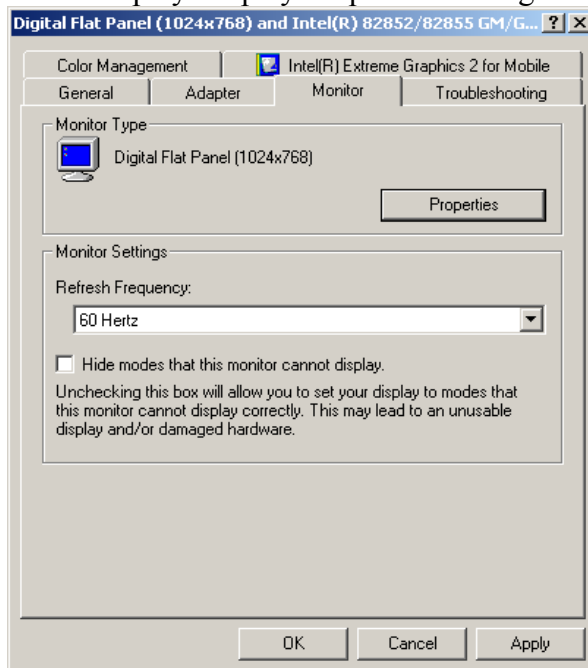 Digital Flat Panel (1024x768) and Intel(R) 82852/82855 GM/G...
Color Management
Intel(R) Extreme Graphics 2 for Mobile
General
Adapter
Monitor
Troubleshooting
Monitor Type
Digital Flat Panel (1024x768)
Properties
Monitor Settings
Refresh Frequency:
60 Hertz
Hide modes that this monitor cannot display.
Unchecking this box will allow you to set your display to modes that
this monitor cannot display correctly. This may lead to an unusable
display and/or damaged hardware.
OK
Cancel
Apply